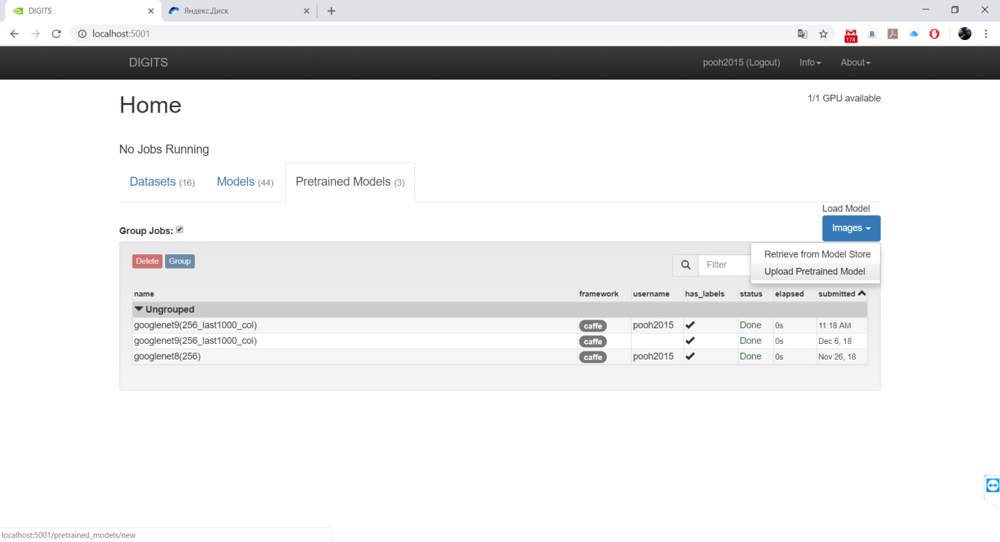 DIGITS
Яндекс.Диск
localhost:5001
174
B
DIGITS
pooh2015 (Logout)
Info
About
Home
1/1 GPU available
No Jobs Running
Datasets (16)
Models (44)
Pretrained Models (3)
Load Model
Group Jobs:
Images
Retrieve from Model Store
Upload Pretrained Model
Delete
Group
Filter
name framework username has_labels status elapsed submitted
Ungrouped
googlenet9(256_last1000_col) caffe pooh2015 Done 0s 11:18 AM
googlenet9(256_last1000_col) caffe Done 0s Dec 6, 18
googlenet8(256) caffe pooh2015 Done 0s Nov 26, 18
localhost:5001/pretrained_models/new